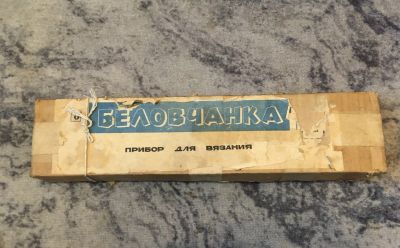 БЕЛОВЧАНКА
ПРИБОР ДЛЯ ВЯЗАНИЯ